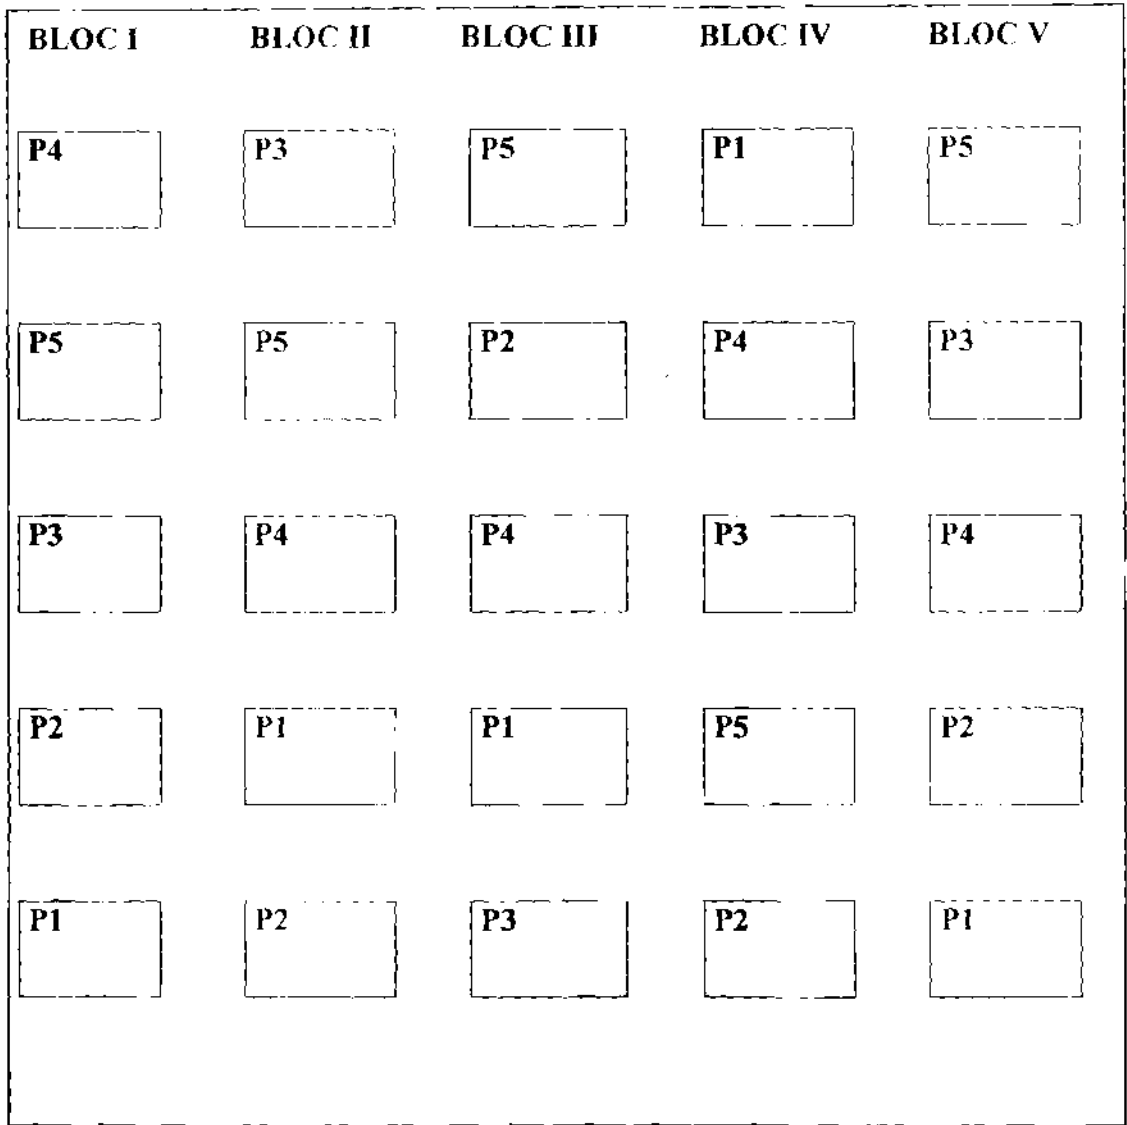 BLOC I BLOC II BLOC III BLOC IV BLOC V
P4 P3 P5 P1 P5
P5 P5 P2 P4 P3
P3 P4 P4 P3 P4
P2 P1 P1 P5 P2
P1 P2 P3 P2 P1